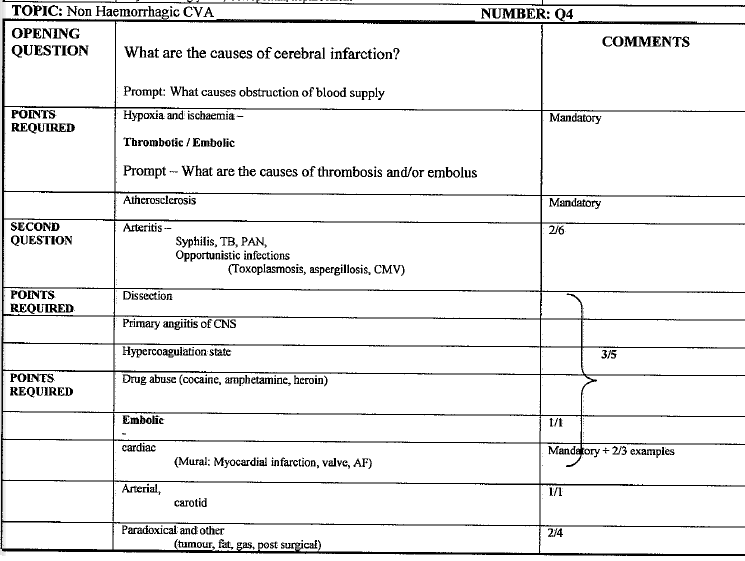 TOPIC: Non Haemorrhagic CVA NUMBER: Q4
OPENING QUESTION
What are the causes of cerebral infarction?
COMMENTS
Prompt: What causes obstruction of blood supply
POINTS REQUIRED
Hypoxia and ischaemia –
Mandatory
Thrombotic / Embolic
Prompt – What are the causes of thrombosis and/or embolus
Atherosclerosis
Mandatory
SECOND QUESTION
Arteritis –
2/6
Syphilis, TB, PAN,
Opportunistic infections
(Toxoplasmosis, aspergillosis, CMV)
POINTS REQUIRED
Dissection
Primary angiitis of CNS
Hypercoagulation state
3/5
POINTS REQUIRED
Drug abuse (cocaine, amphetamine, heroin)
Embolic
1/1
-
cardiac
Mandatory + 2/3 examples
(Mural: Myocardial infarction, valve, AF)
Arterial,
1/1
carotid
Paradoxical and other
2/4
(tumour, fat, gas, post surgical)